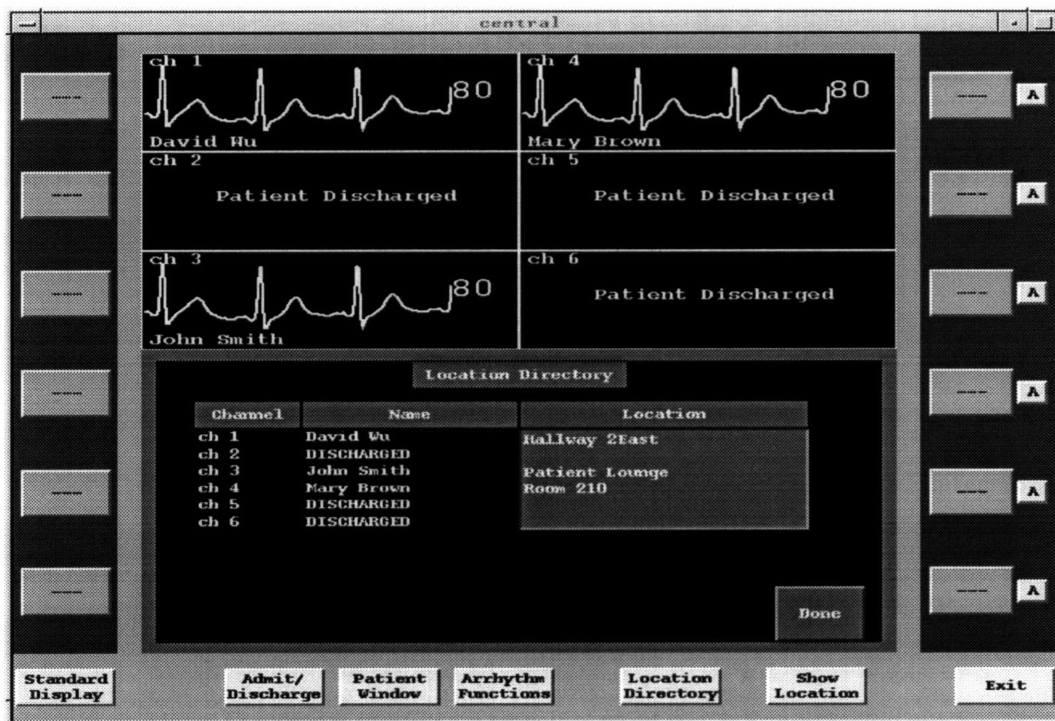 central
ch 1
80
David Wu
ch 4
80
Mary Brown
ch 2
Patient Discharged
ch 5
Patient Discharged
ch 3
80
John Smith
ch 6
Patient Discharged
---
---
---
---
---
---
--- A
--- A
--- A
--- A
--- A
--- A
Location Directory
Channel Name Location
ch 1 David Wu Hallway 2East
ch 2 DISCHARGED
ch 3 John Smith Patient Lounge
ch 4 Mary Brown Room 210
ch 5 DISCHARGED
ch 6 DISCHARGED
Done
Standard Display
Admit/ Discharge
Patient Window
Arrhythm Functions
Location Directory
Show Location
Exit